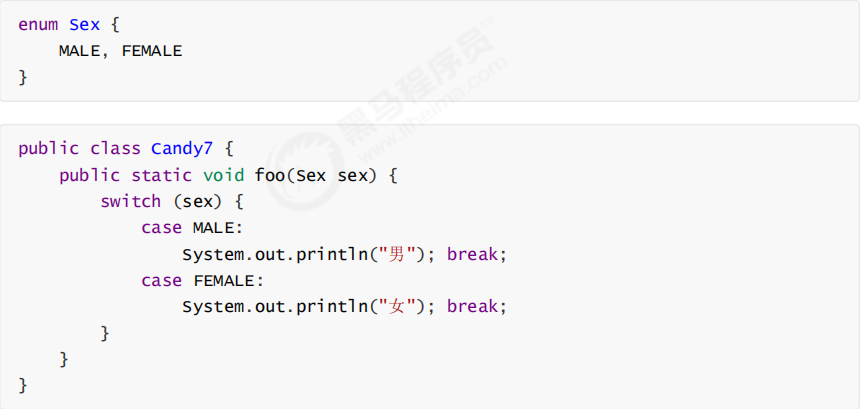 enum Sex {
    MALE, FEMALE
}
public class Candy7 {
    public static void foo(Sex sex) {
        switch (sex) {
            case MALE:
                System.out.println("男"); break;
            case FEMALE:
                System.out.println("女"); break;
        }
    }
}
黑马程序员
www.itheima.com